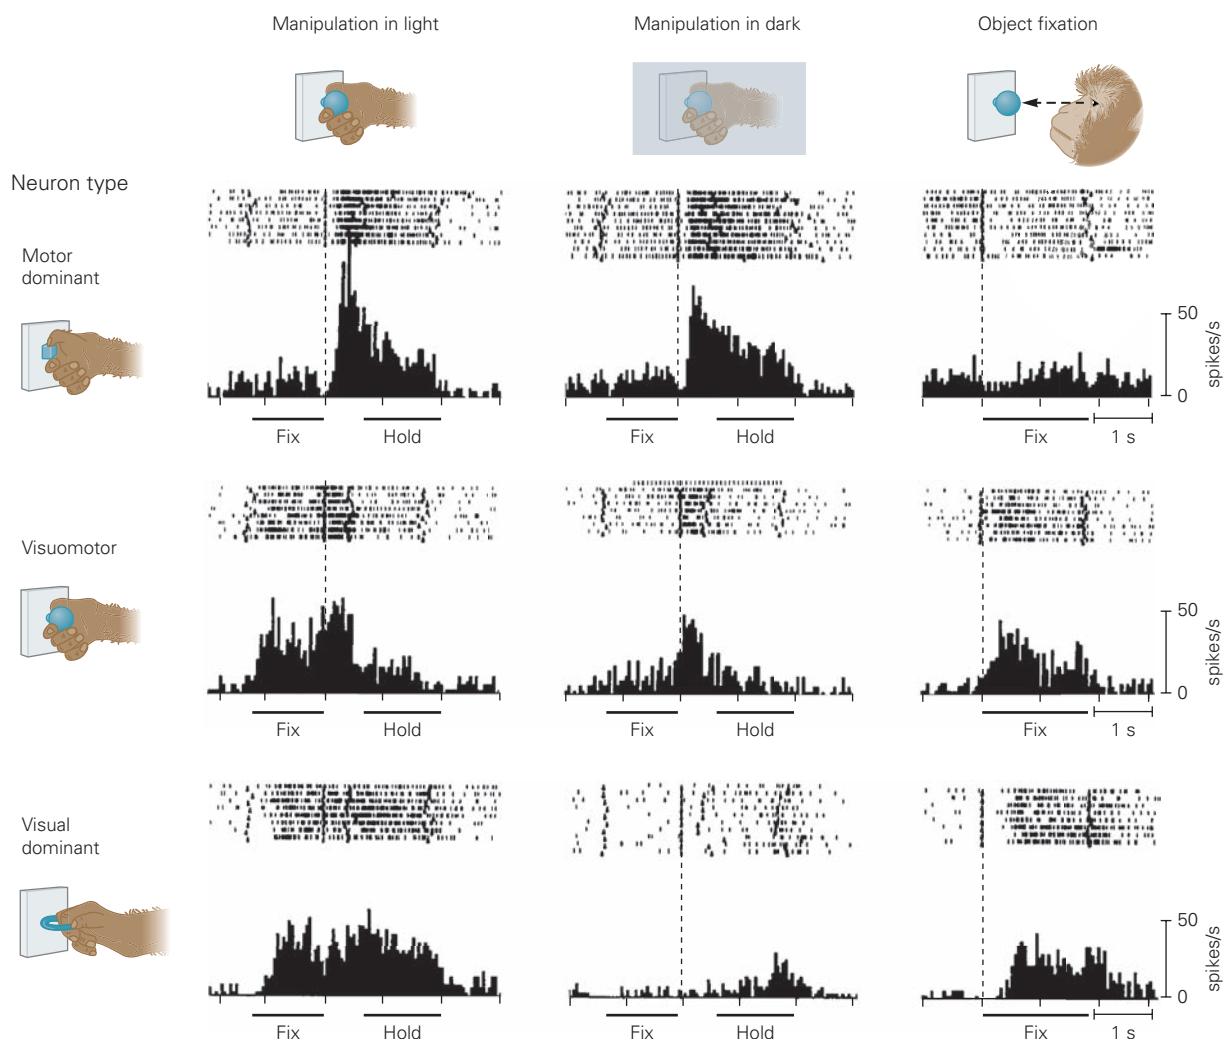 Manipulation in light
Manipulation in dark
Object fixation
Neuron type
Motor
dominant
50
0
spikes/s
Fix
Hold
Fix
Hold
Fix
1 s
Visuomotor
50
0
spikes/s
Fix
Hold
Fix
Hold
Fix
1 s
Visual
dominant
50
0
spikes/s
Fix
Hold
Fix
Hold
Fix
1 s